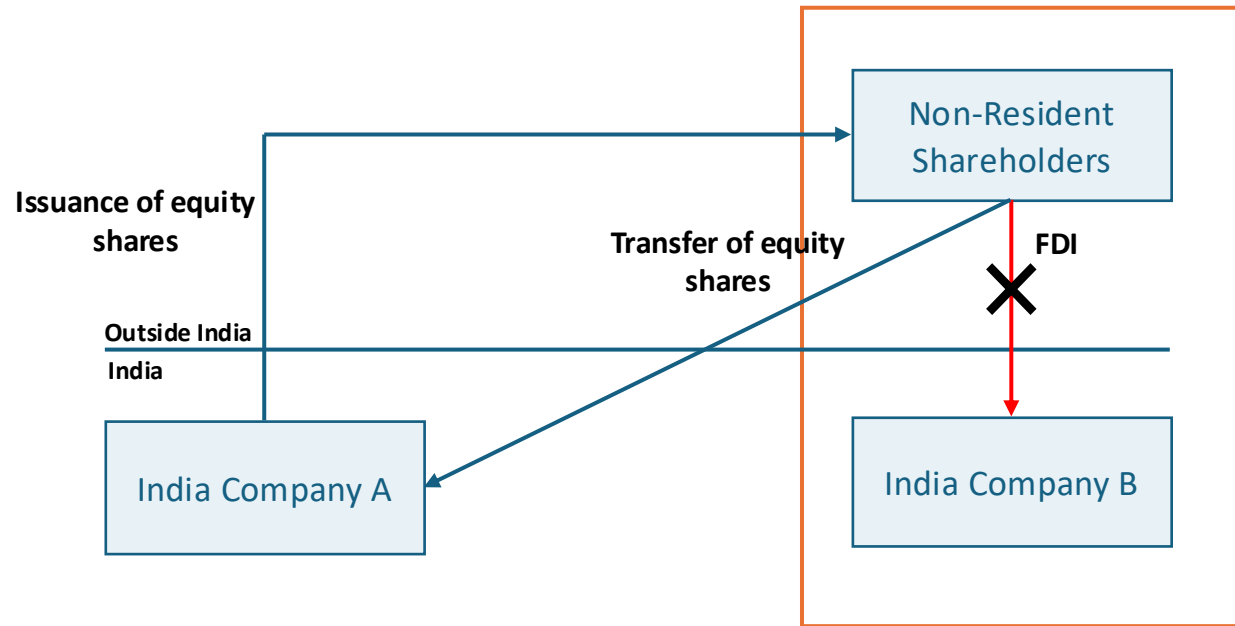 Non-Resident
Shareholders
Issuance of equity
shares
Transfer of equity
shares
FDI
Outside India
India
India Company A
India Company B